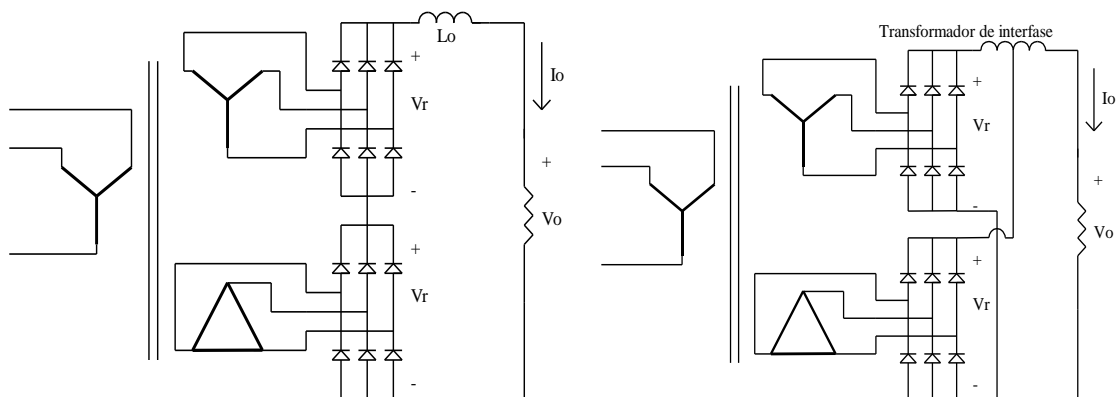 Lo
Io
+
Vr
-
+
Vo
+
Vr
-
Transformador de interfase
Io
+
Vr
-
+
Vo
+
Vr
-